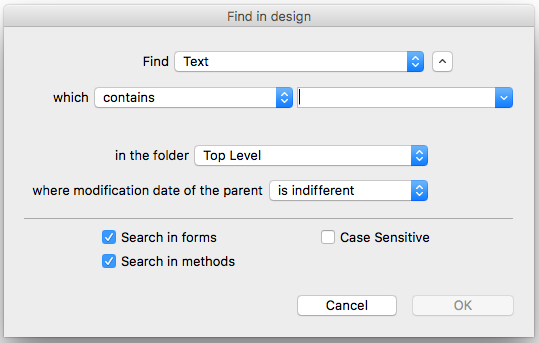 Find in design
Find Text
which contains
in the folder Top Level
where modification date of the parent is indifferent
Search in forms Case Sensitive
Search in methods
Cancel OK